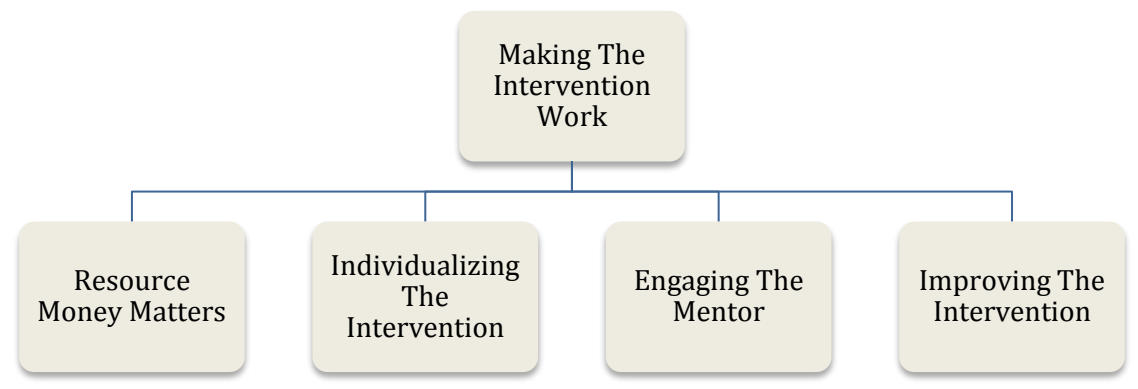 Making The
Intervention
Work
Resource
Money Matters
Individualizing
The
Intervention
Engaging The
Mentor
Improving The
Intervention